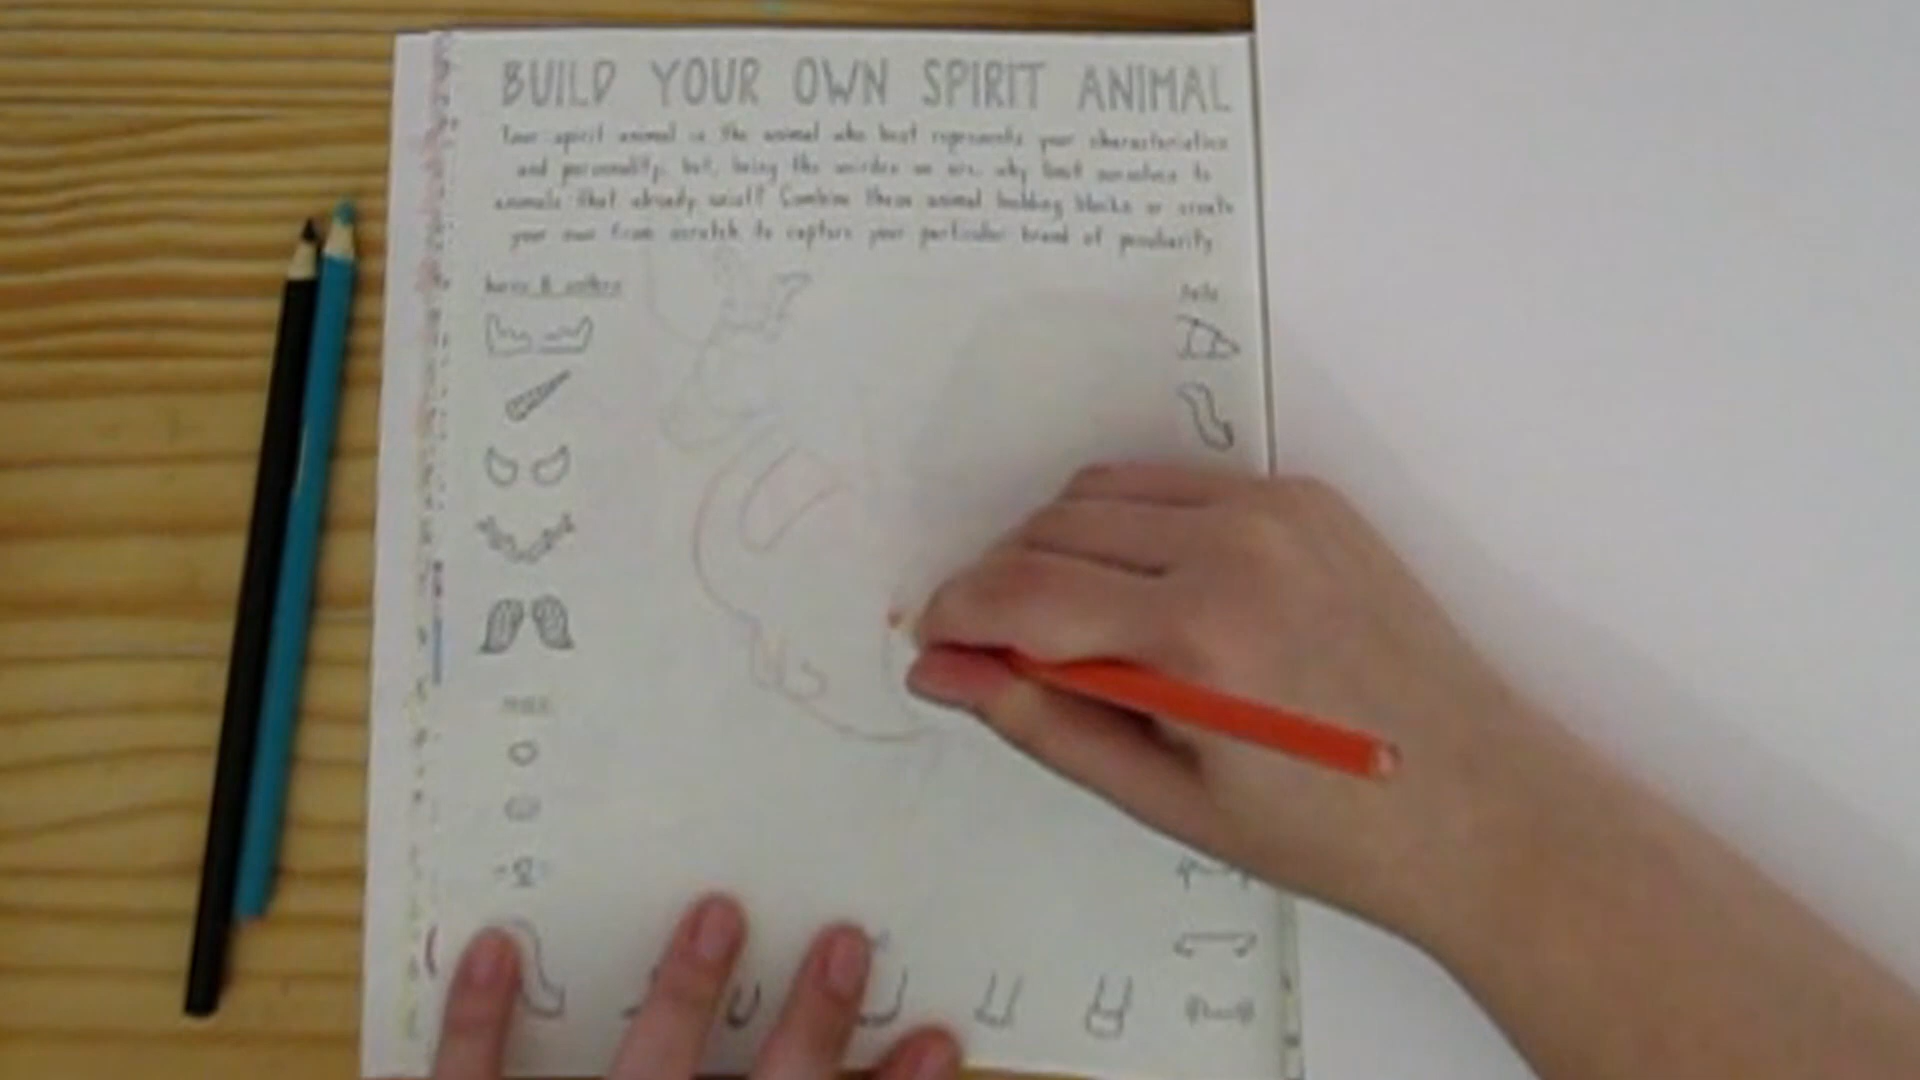 BUILD YOUR OWN SPIRIT ANIMAL
Your spirit animal is the animal who best represents your characteristics
and personality, but, being the weirdos we are, why limit ourselves to
animals that already exist? Combine these animal building blocks or create
your own from scratch to capture your particular brand of peculiarity.
horns & antlers
tails